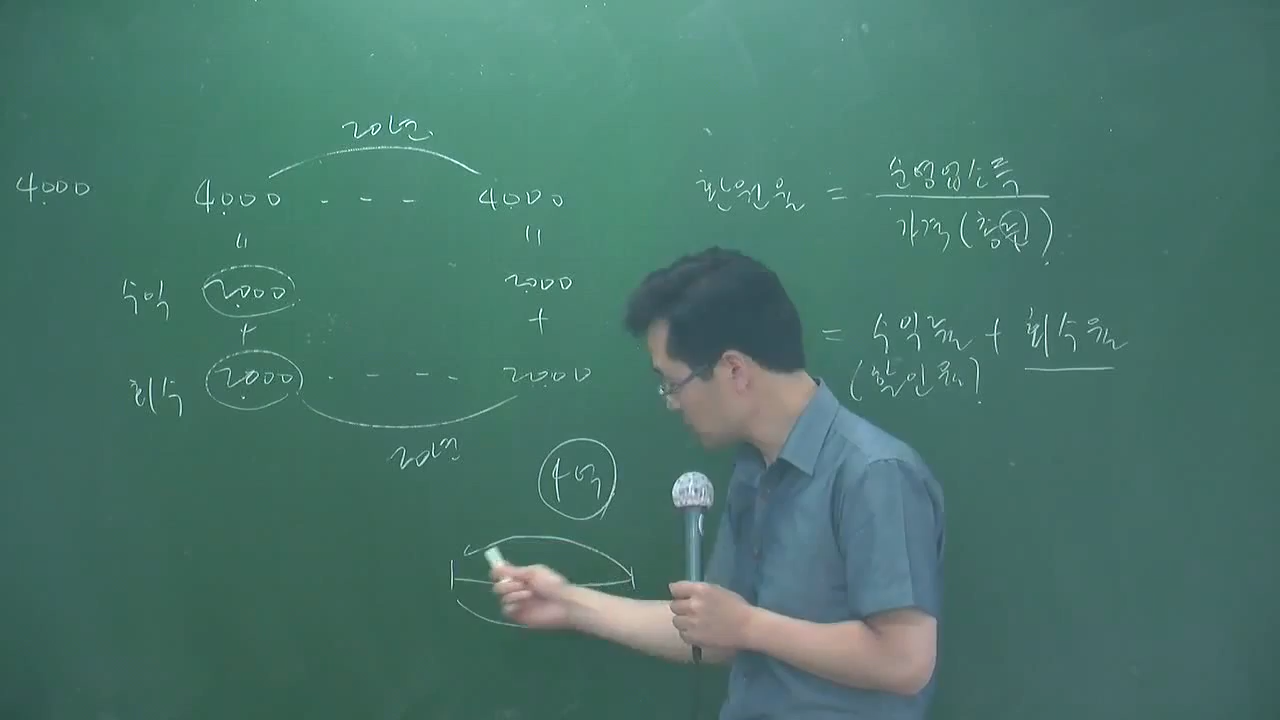 20년
4000
4000 - - - 4000
〃 〃
수익 2000 2000
+ +
회수 2000 - - - - 2000
20년
4억
환원율 = 순영업소득
가격(총투)
= 수익률 + 회수율
(할인율)